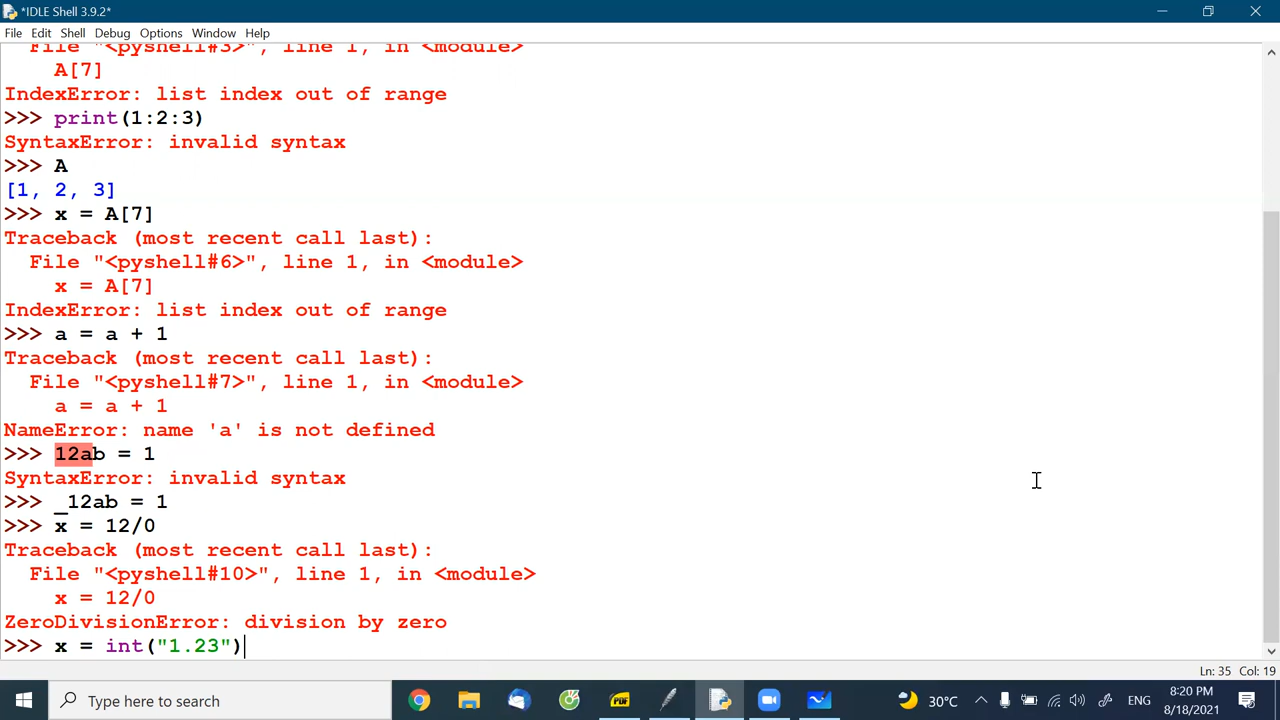 *IDLE Shell 3.9.2*
File Edit Shell Debug Options Window Help
File "<pyshell#3>", line 1, in <module>
A[7]
IndexError: list index out of range
>>> print(1:2:3)
SyntaxError: invalid syntax
>>> A
[1, 2, 3]
>>> x = A[7]
Traceback (most recent call last):
File "<pyshell#6>", line 1, in <module>
x = A[7]
IndexError: list index out of range
>>> a = a + 1
Traceback (most recent call last):
File "<pyshell#7>", line 1, in <module>
a = a + 1
NameError: name 'a' is not defined
>>> 12ab = 1
SyntaxError: invalid syntax
>>> _12ab = 1
>>> x = 12/0
Traceback (most recent call last):
File "<pyshell#10>", line 1, in <module>
x = 12/0
ZeroDivisionError: division by zero
>>> x = int("1.23")
Ln: 35 Col: 19
Type here to search
30°C
ENG
8:20 PM
8/18/2021